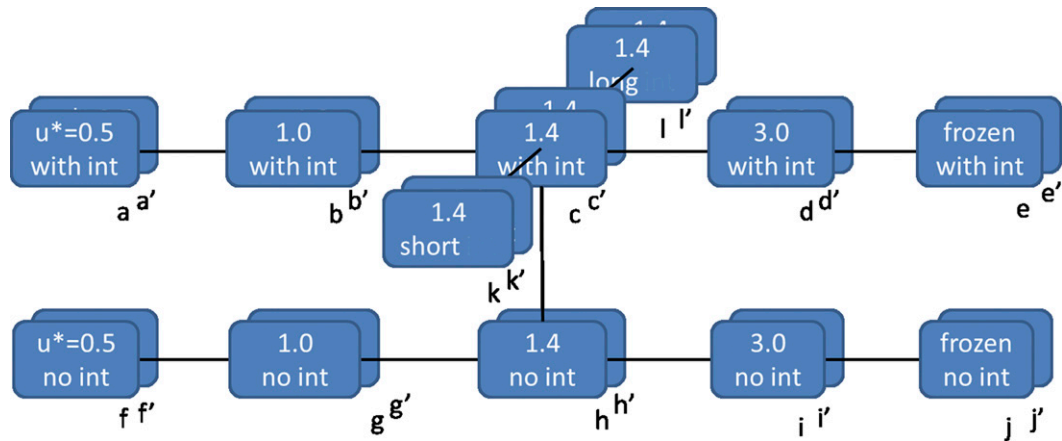 1.4
1.4
long
l l'
1.4
u*=0.5
with int
a a'
1.0
with int
b b'
1.4
with int
c c'
3.0
with int
d d'
frozen
with int
e e'
1.4
short
k k'
u*=0.5
no int
f f'
1.0
no int
g g'
1.4
no int
h h'
3.0
no int
i i'
frozen
no int
j j'